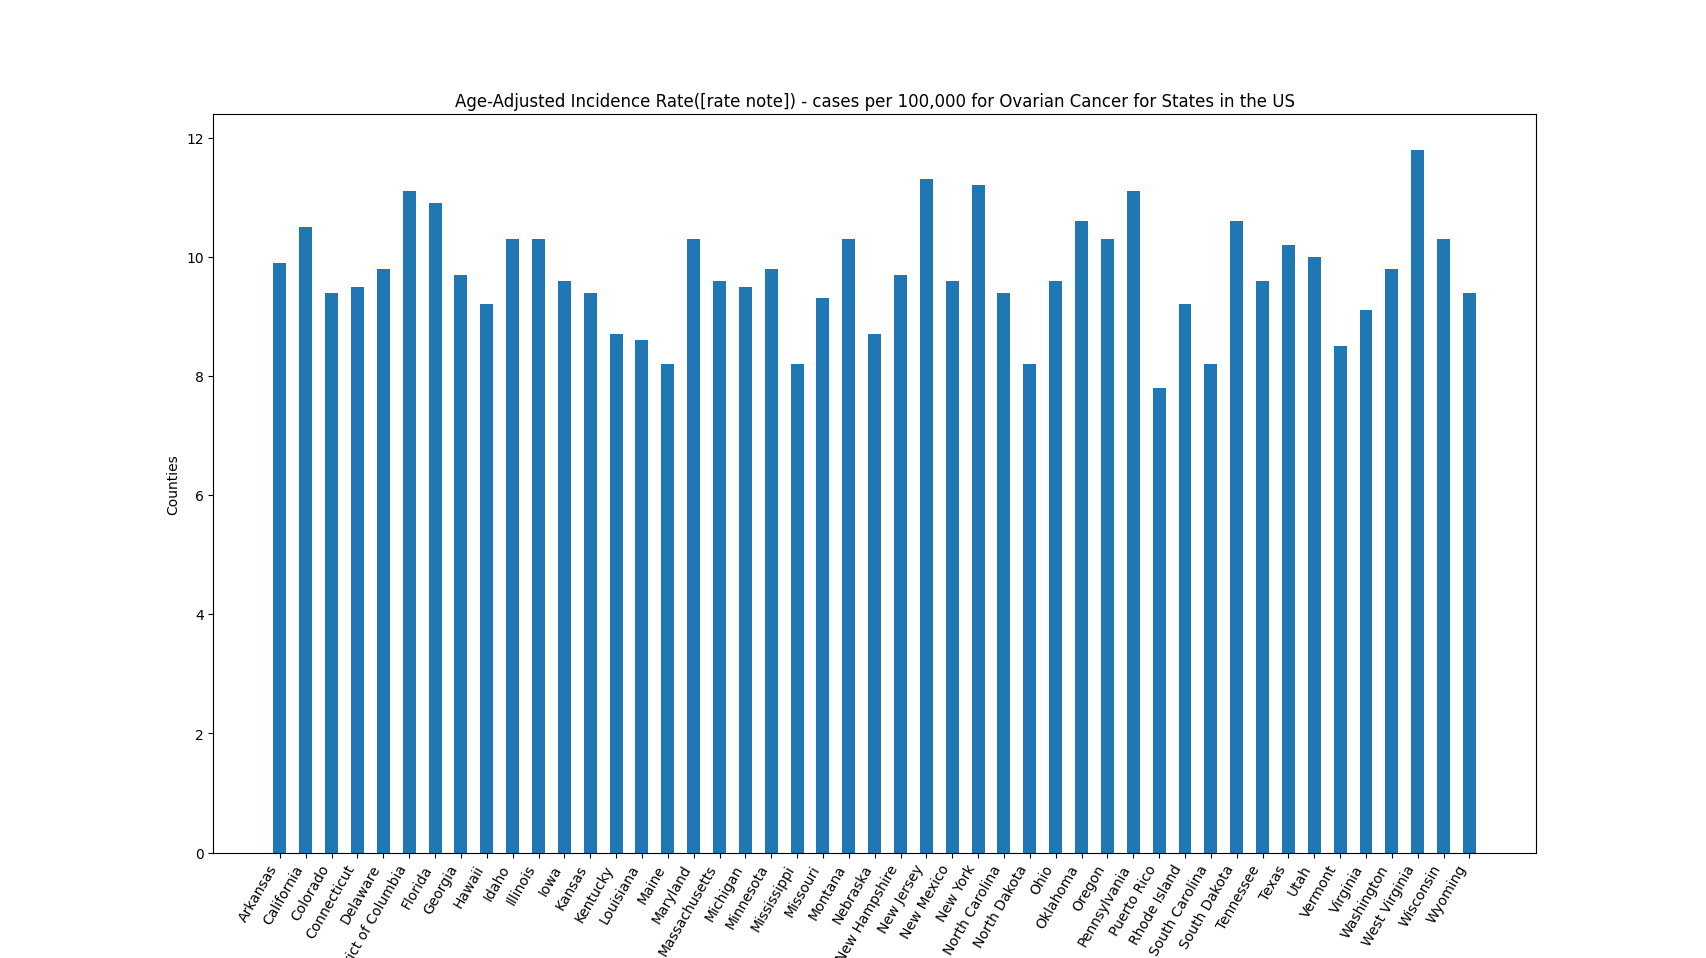 Age-Adjusted Incidence Rate([rate note]) - cases per 100,000 for Ovarian Cancer for States in the US
12
10
8
6
4
2
0
Counties
Arkansas
California
Colorado
Connecticut
Delaware
rict of Columbia
Florida
Georgia
Hawaii
Idaho
Illinois
Iowa
Kansas
Kentucky
Louisiana
Maine
Maryland
Massachusetts
Michigan
Minnesota
Mississippi
Missouri
Montana
Nebraska
New Hampshire
New Jersey
New Mexico
New York
North Carolina
North Dakota
Ohio
Oklahoma
Oregon
Pennsylvania
Puerto Rico
Rhode Island
South Carolina
South Dakota
Tennessee
Texas
Utah
Vermont
Virginia
Washington
West Virginia
Wisconsin
Wyoming